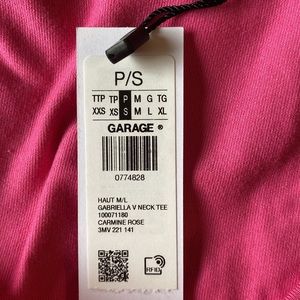 P/S
TTP TP P M G TG
XXS XS S M L XL
GARAGE ®
0774828
HAUT M/L
GABRIELLA V NECK TEE
100071180
CARMINE ROSE
3MV 221 141
RFID